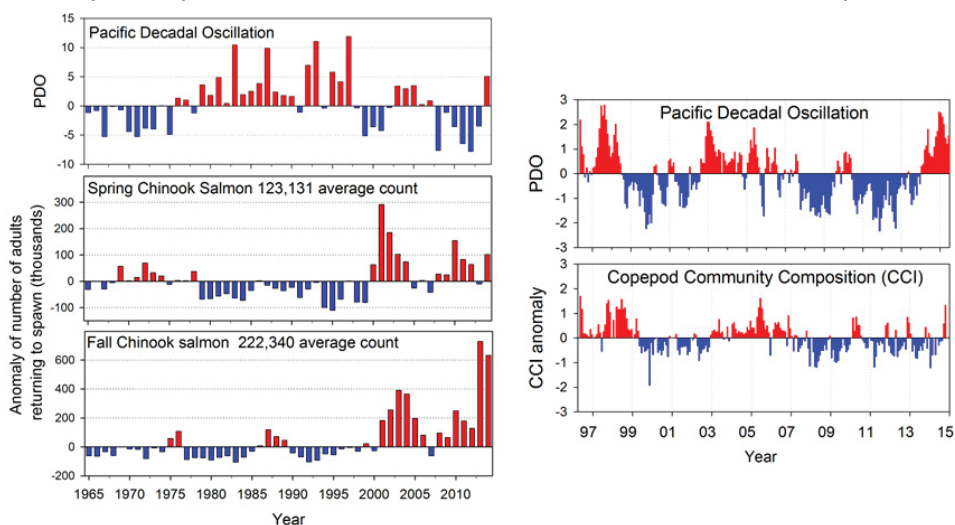 Pacific Decadal Oscillation
PDO
15
10
5
0
-5
-10
Spring Chinook Salmon 123,131 average count
300
200
100
0
-100
Anomaly of number of adults
returning to spawn (thousands)
Fall Chinook salmon 222,340 average count
600
400
200
0
-200
1965 1970 1975 1980 1985 1990 1995 2000 2005 2010
Year
Pacific Decadal Oscillation
PDO
3
2
1
0
-1
-2
-3
Copepod Community Composition (CCI)
CCI anomaly
3
2
1
0
-1
-2
-3
97 99 01 03 05 07 09 11 13 15
Year